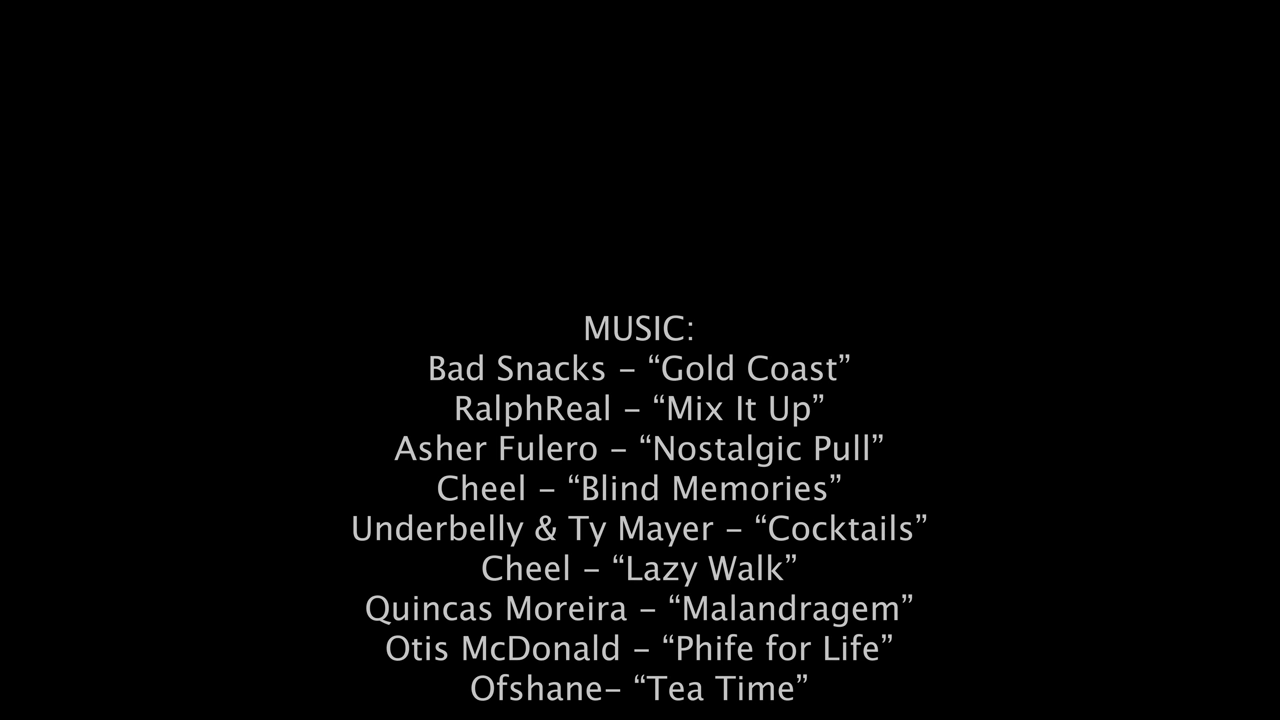 MUSIC:
Bad Snacks – “Gold Coast”
RalphReal – “Mix It Up”
Asher Fulero – “Nostalgic Pull”
Cheel – “Blind Memories”
Underbelly & Ty Mayer – “Cocktails”
Cheel – “Lazy Walk”
Quincas Moreira – “Malandragem”
Otis McDonald – “Phife for Life”
Ofshane– “Tea Time”